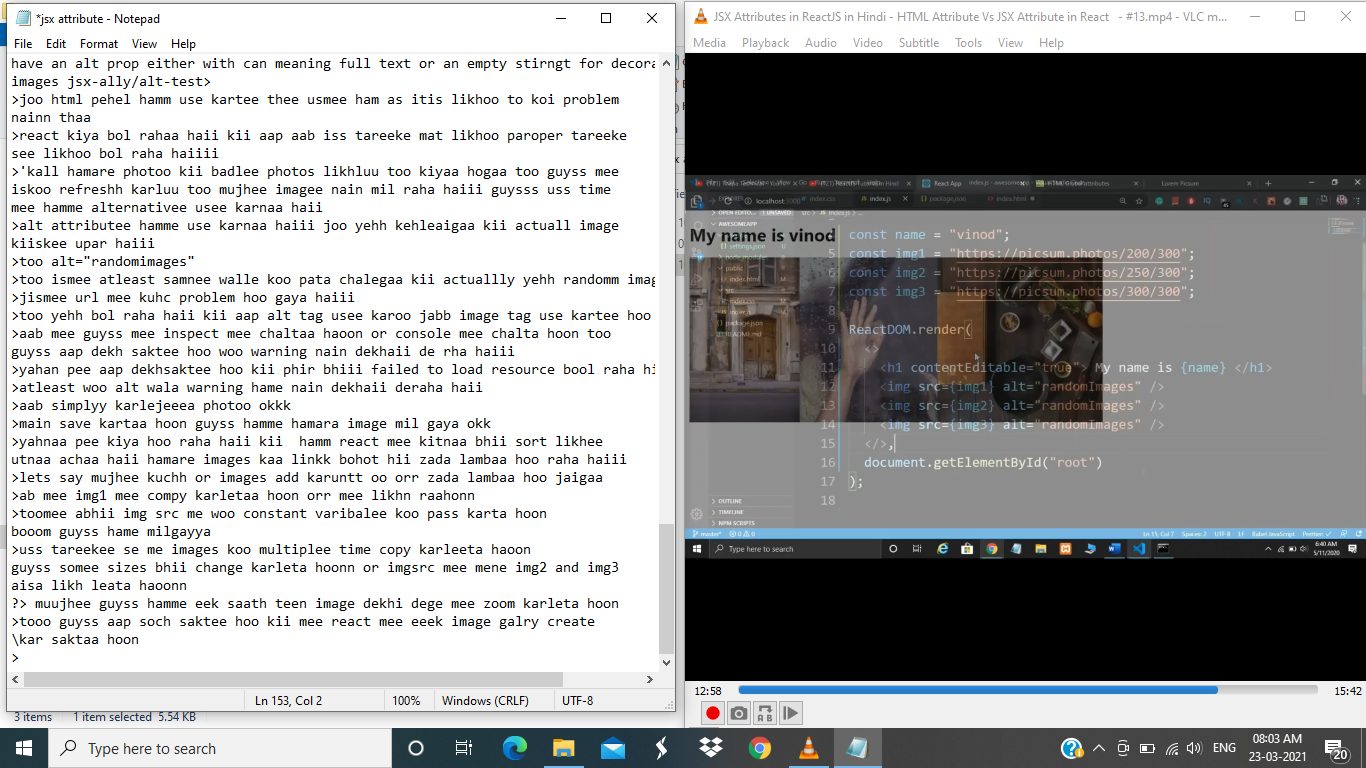 *jsx attribute - Notepad
File Edit Format View Help
have an alt prop either with can meaning full text or an empty stirngt for decora
images jsx-ally/alt-test>
>joo html pehel hamm use kartee thee usmee ham as itis likhoo to koi problem
nainn thaa
>react kiya bol rahaa haii kii aap aab iss tareeke mat likhoo paroper tareeke
see likhoo bol raha haiiii
>'kall hamare photoo kii badlee photos likhluu too kiyaa hogaa too guyss mee
iskoo refreshh karluu too mujhee imagee nain mil raha haiii guysss uss time
mee hamme alternativee usee karnaa haii
>alt attributee hamme use karnaa haiii joo yehh kehleaigaa kii actuall image
kiiskee upar haiii
>too alt="randomimages"
>too ismee atleast samnee walle koo pata chalegaa kii actuallly yehh randomm imag
>jismee url mee kuhc problem hoo gaya haiii
>too yehh bol raha haii kii aap alt tag usee karoo jabb image tag use kartee hoo
>aab mee guyss mee inspect mee chaltaa haoon or console mee chalta hoon too
guyss aap dekh saktee hoo woo warning nain dekhaii de rha haiii
>yahan pee aap dekhsaktee hoo kii phir bhiii failed to load resource bool raha hi
>atleast woo alt wala warning hame nain dekhaii deraha haii
>aab simplyy karlejeeea photoo okkk
>main save kartaa hoon guyss hamme hamara image mil gaya okk
>yahnaa pee kiya hoo raha haii kii  hamm react mee kitnaa bhii sort likhee
utnaa achaa haii hamare images kaa linkk bohot hii zada lambaa hoo raha haiii
>lets say mujhee kuchh or images add karuntt oo orr zada lambaa hoo jaigaa
>ab mee img1 mee compy karletaa hoon orr mee likhn raahonn
>toomee abhii img src me woo constant varibalee koo pass karta hoon
booom guyss hame milgayya
>uss tareekee se me images koo multiplee time copy karleeta haoon
guyss somee sizes bhii change karleta hoonn or imgsrc mee mene img2 and img3
aisa likh leata haoonn
?> muujhee guyss hamme eek saath teen image dekhi dege mee zoom karleta hoon
>tooo guyss aap soch saktee hoo kii mee react mee eeek image galry create
\kar saktaa hoon
>
Ln 153, Col 2 100% Windows (CRLF) UTF-8
3 items 1 item selected 5.54 KB
JSX Attributes in ReactJS in Hindi - HTML Attribute Vs JSX Attribute in React - #13.mp4 - VLC m...
Media Playback Audio Video Subtitle Tools View Help
My name is vinod
const name = "vinod";
5 const img1 = "https://picsum.photos/200/300";
6 const img2 = "https://picsum.photos/250/300";
7 const img3 = "https://picsum.photos/300/300";
9 ReactDOM.render(
10 <>
11 <h1 contentEditable="true"> My name is {name} </h1>
12 <img src={img1} alt="randomImages" />
13 <img src={img2} alt="randomImages" />
14 <img src={img3} alt="randomImages" />
15 </>,
16 document.getElementById("root")
17 );
18
OUTLINE
TIMELINE
NPM SCRIPTS
Type here to search
6:40 AM
5/11/2020
12:58 15:42
Type here to search
ENG
08:03 AM
23-03-2021
20